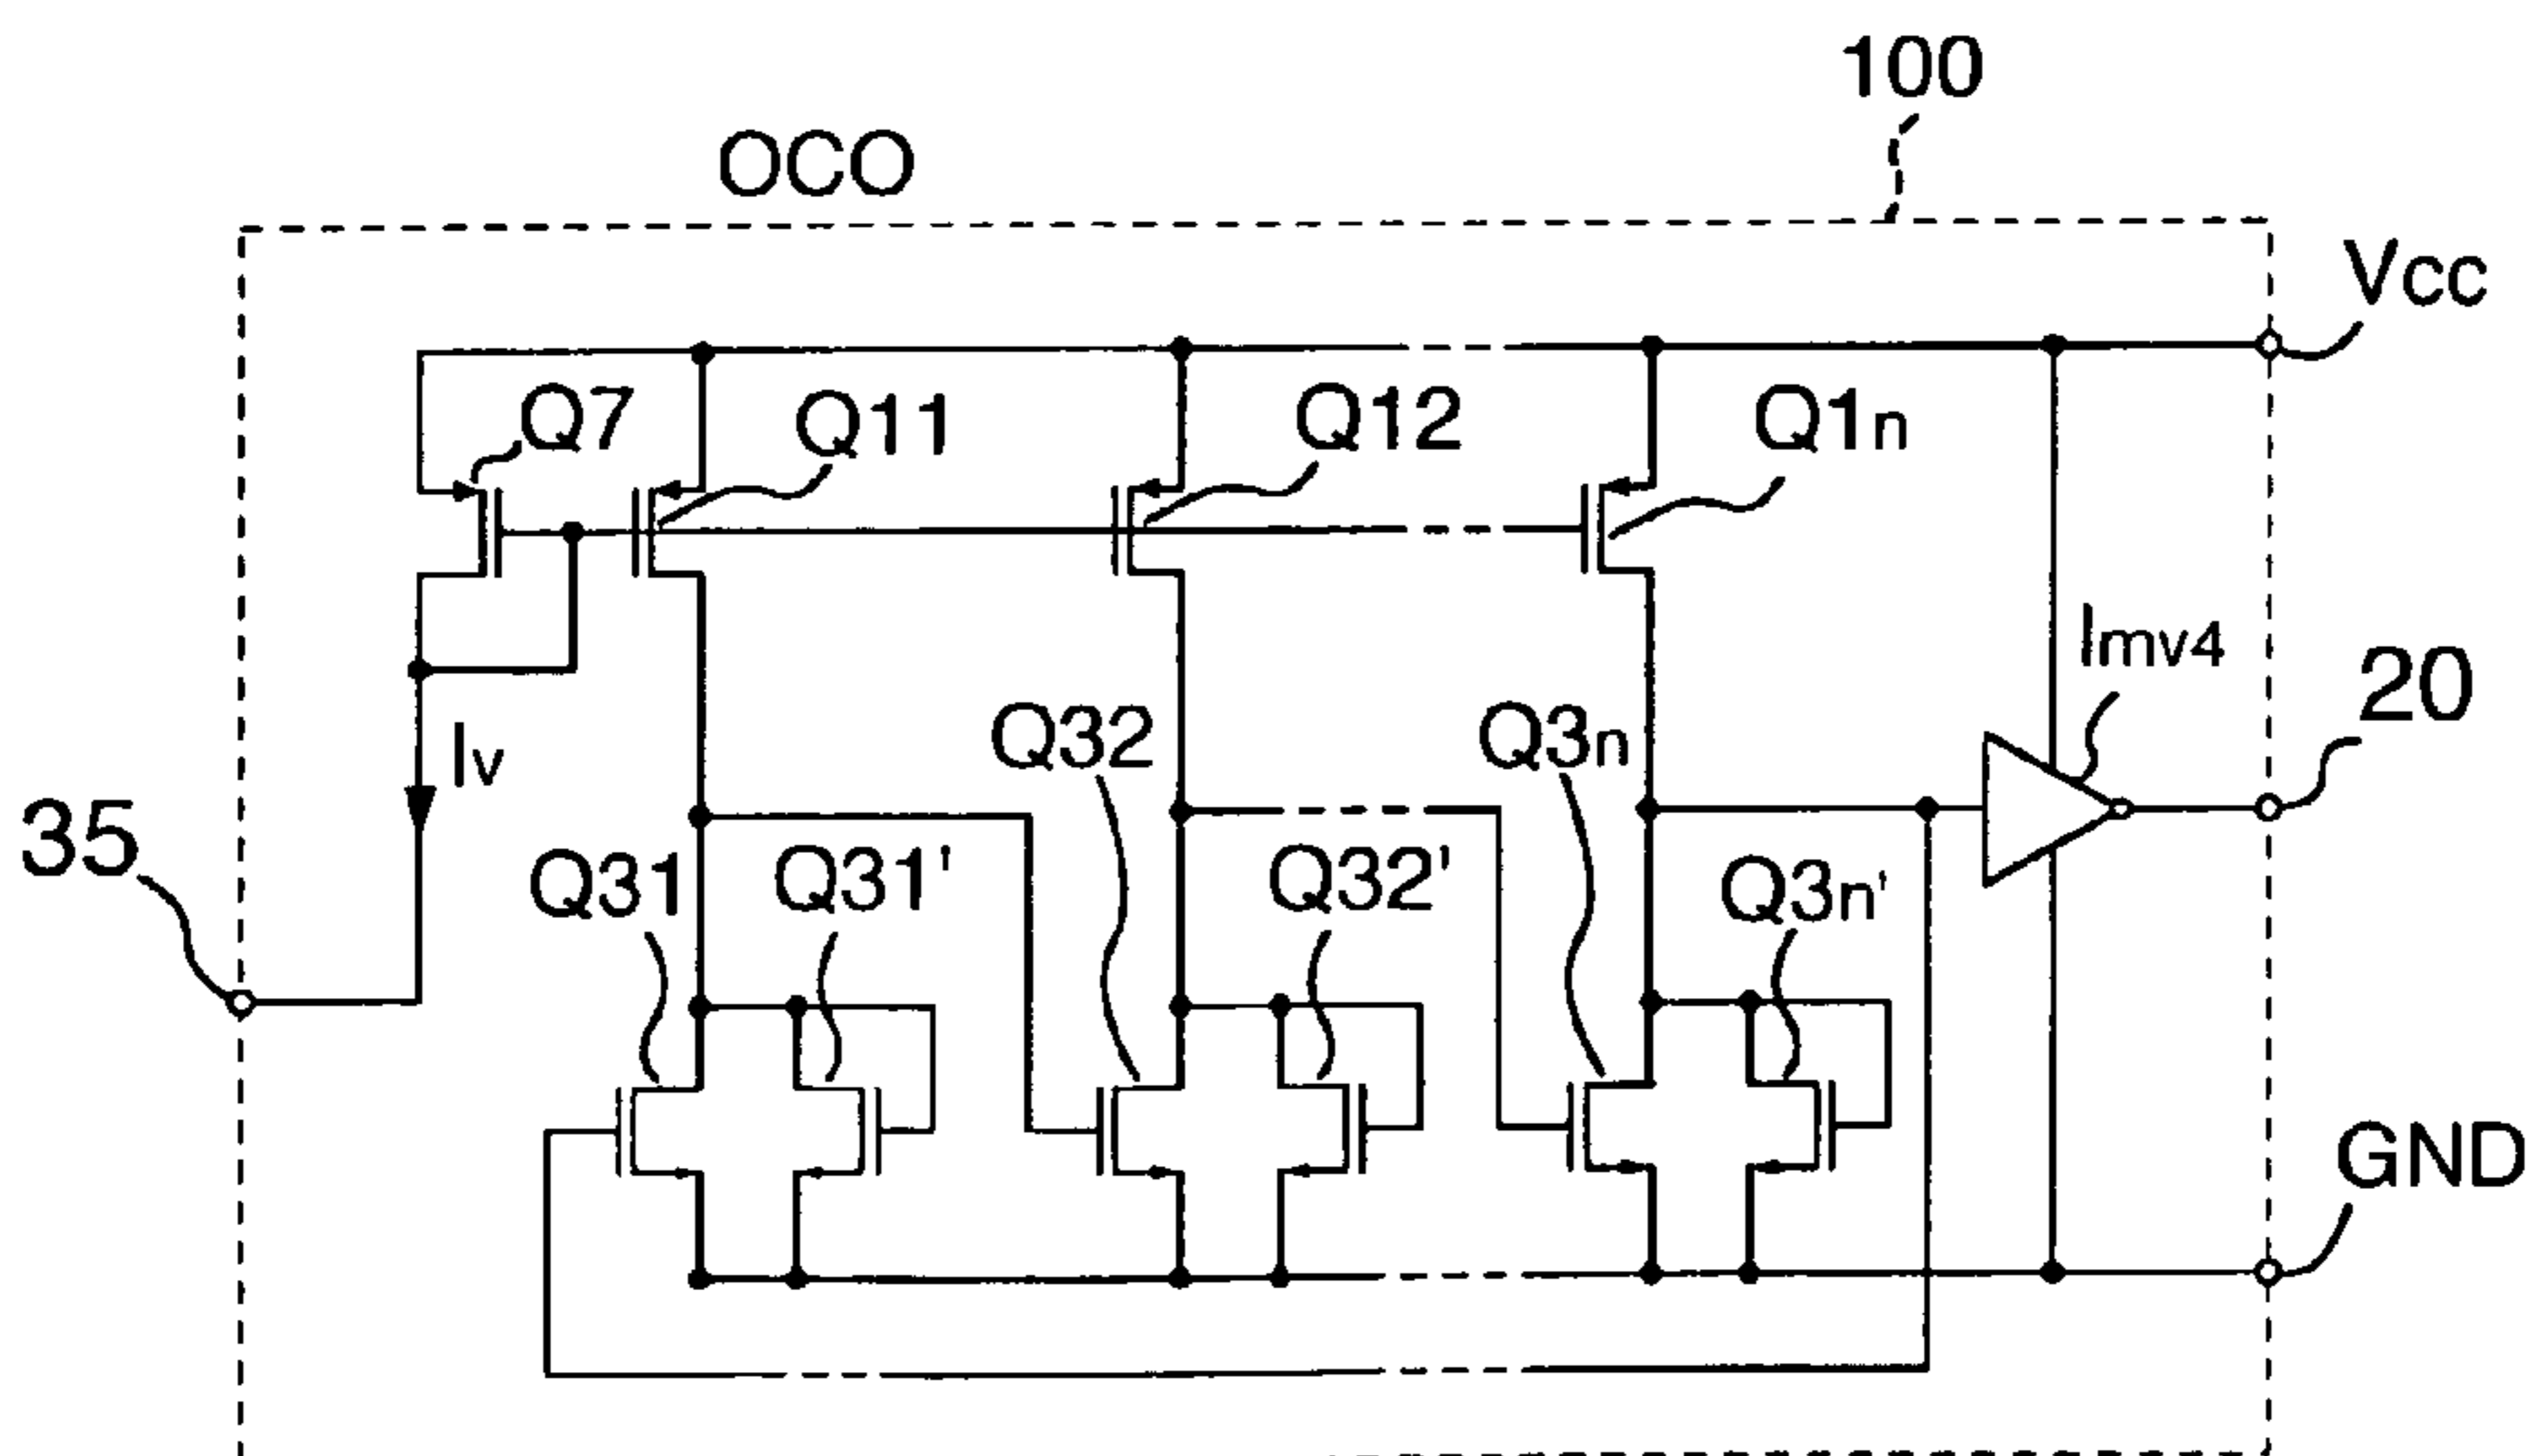 100
OCO
Vcc
Q7
Q11
Q12
Q1n
Imv4
20
Iv
Q32
Q3n
35
Q31
Q31'
Q32'
Q3n'
GND